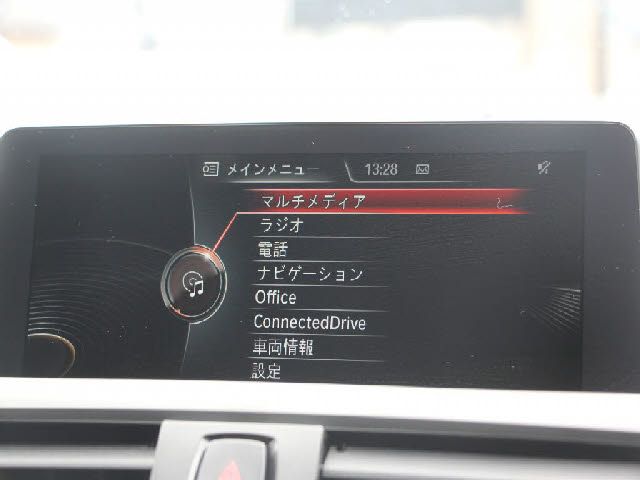 メインメニュー 13:28
マルチメディア
ラジオ
電話
ナビゲーション
Office
ConnectedDrive
車両情報
設定